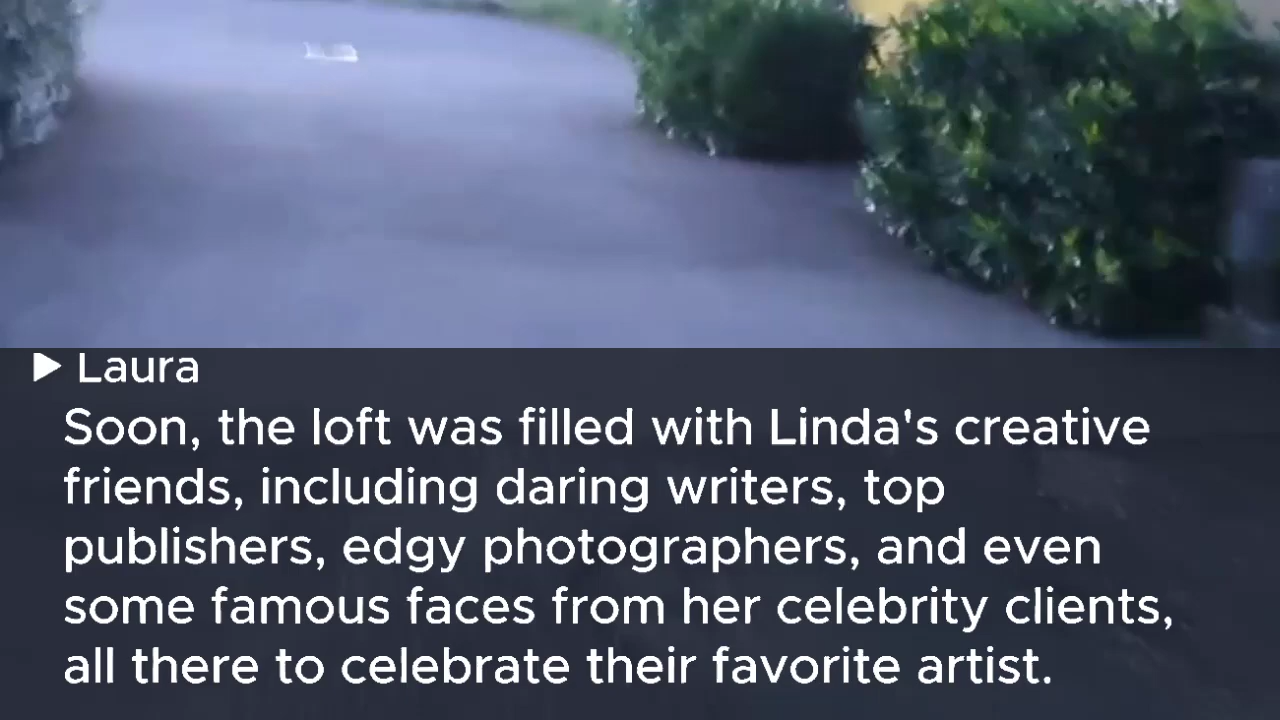 Laura
Soon, the loft was filled with Linda's creative
friends, including daring writers, top
publishers, edgy photographers, and even
some famous faces from her celebrity clients,
all there to celebrate their favorite artist.